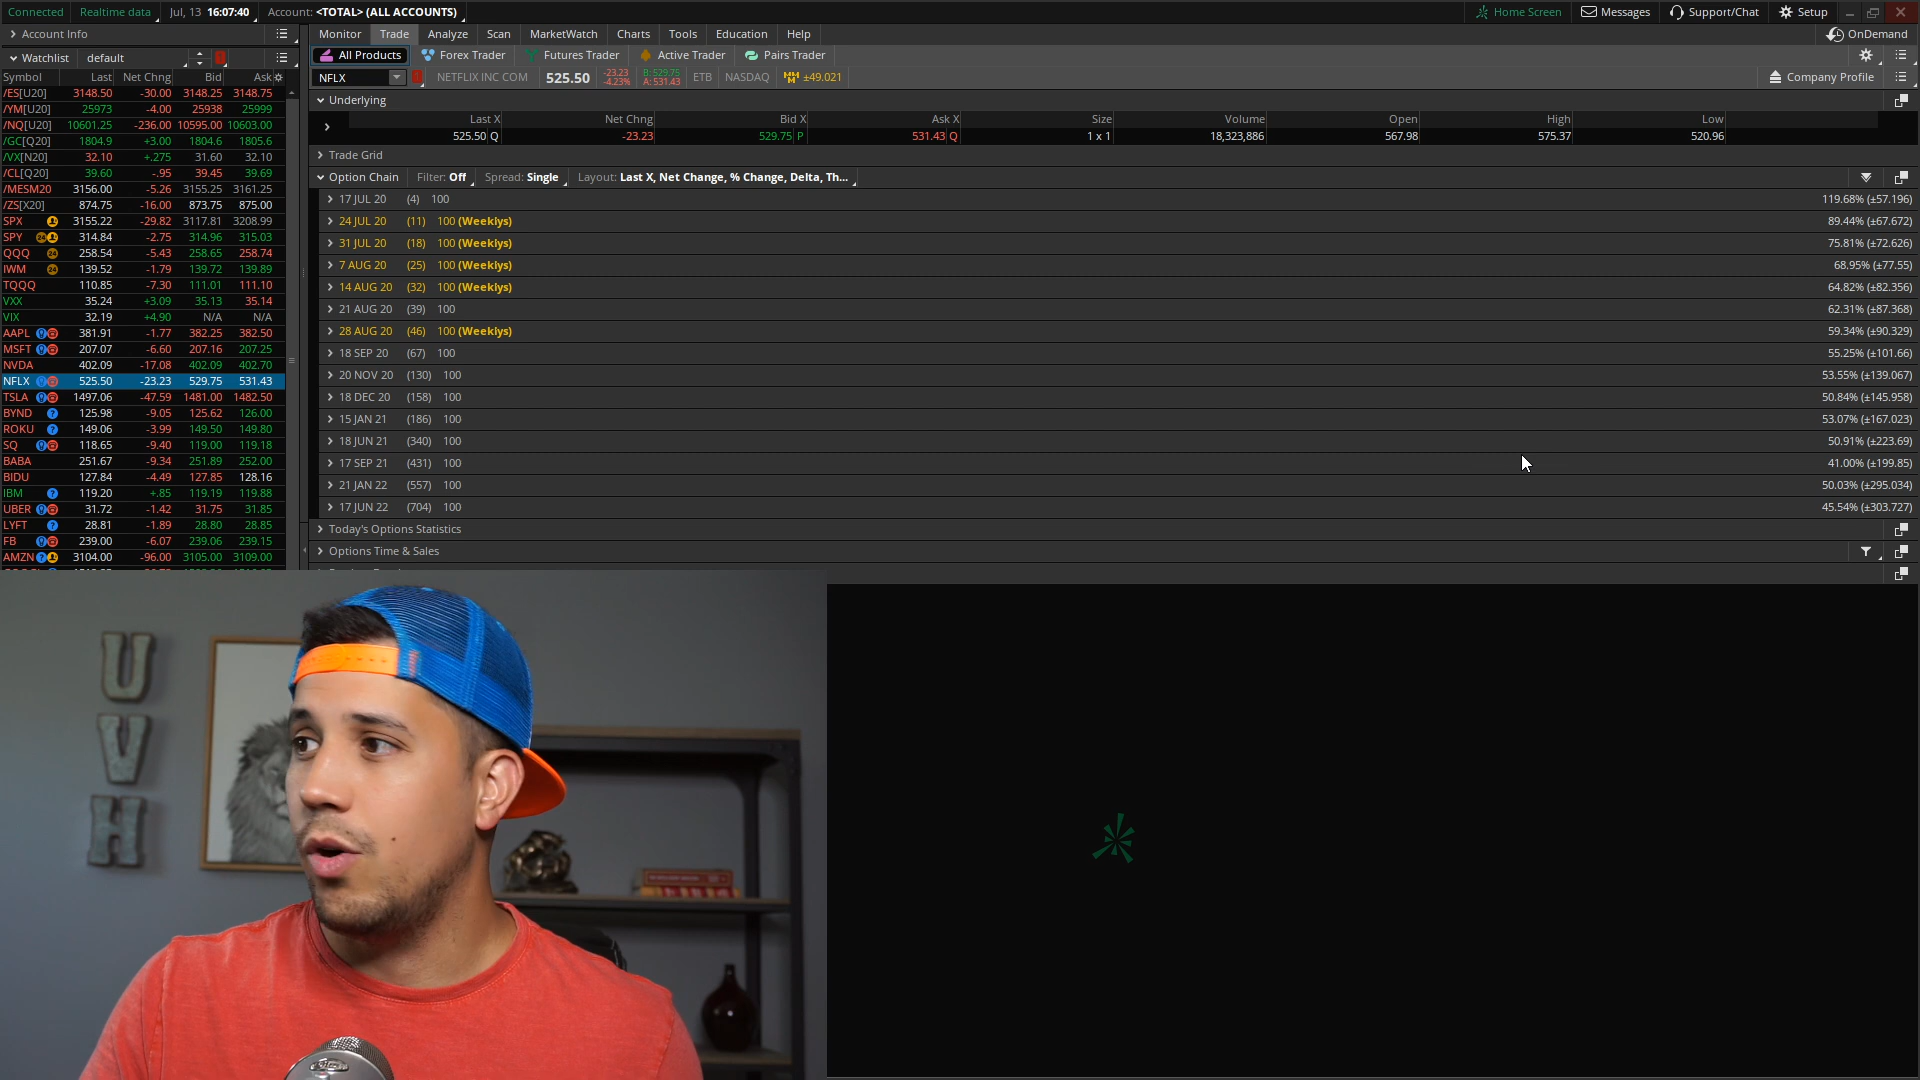 Connected Realtime data Jul, 13 16:07:40 Account: <TOTAL> (ALL ACCOUNTS) Home Screen Messages Support/Chat Setup
Account Info
Monitor Trade Analyze Scan MarketWatch Charts Tools Education Help OnDemand
Watchlist default
All Products Forex Trader Futures Trader Active Trader Pairs Trader
NFLX NETFLIX INC COM 525.50 -23.23 -4.23% B: 529.75 A: 531.43 ETB NASDAQ ±49.021 Company Profile
Symbol Last Net Chng Bid Ask
/ES[U20] 3148.50 -30.00 3148.25 3148.75
/YM[U20] 25973 -4.00 25938 25999
/NQ[U20] 10601.25 -236.00 10595.00 10603.00
/GC[Q20] 1804.9 +3.00 1804.6 1805.6
/VX[N20] 32.10 +.275 31.60 32.10
/CL[Q20] 39.60 -.95 39.45 39.69
/MESM20 3156.00 -5.26 3155.25 3161.25
/ZS[X20] 874.75 -16.00 873.75 875.00
SPX 3155.22 -29.82 3117.81 3208.99
SPY 314.84 -2.75 314.96 315.03
QQQ 258.54 -5.43 258.65 258.74
IWM 139.52 -1.79 139.72 139.89
TQQQ 110.85 -7.30 111.01 111.10
VXX 35.24 +3.09 35.13 35.14
VIX 32.19 +4.90 N/A N/A
AAPL 381.91 -1.77 382.25 382.50
MSFT 207.07 -6.60 207.16 207.25
NVDA 402.09 -17.08 402.09 402.70
NFLX 525.50 -23.23 529.75 531.43
TSLA 1497.06 -47.59 1481.00 1482.50
BYND 125.98 -9.05 125.62 126.00
ROKU 149.06 -3.99 149.50 149.80
SQ 118.65 -9.40 119.00 119.18
BABA 251.67 -9.34 251.89 252.00
BIDU 127.84 -4.49 127.85 128.16
IBM 119.20 +.85 119.19 119.88
UBER 31.72 -1.42 31.75 31.85
LYFT 28.81 -1.89 28.80 28.85
FB 239.00 -6.07 239.06 239.15
AMZN 3104.00 -96.00 3105.00 3109.00
Underlying
Last X Net Chng Bid X Ask X Size Volume Open High Low
525.50 Q -23.23 529.75 P 531.43 Q 1 x 1 18,323,886 567.98 575.37 520.96
Trade Grid
Option Chain Filter: Off Spread: Single Layout: Last X, Net Change, % Change, Delta, Th...
17 JUL 20 (4) 100 119.68% (±57.196)
24 JUL 20 (11) 100 (Weeklys) 89.44% (±67.672)
31 JUL 20 (18) 100 (Weeklys) 75.81% (±72.626)
7 AUG 20 (25) 100 (Weeklys) 68.95% (±77.55)
14 AUG 20 (32) 100 (Weeklys) 64.82% (±82.356)
21 AUG 20 (39) 100 62.31% (±87.368)
28 AUG 20 (46) 100 (Weeklys) 59.34% (±90.329)
18 SEP 20 (67) 100 55.25% (±101.66)
20 NOV 20 (130) 100 53.55% (±139.067)
18 DEC 20 (158) 100 50.84% (±145.958)
15 JAN 21 (186) 100 53.07% (±167.023)
18 JUN 21 (340) 100 50.91% (±223.69)
17 SEP 21 (431) 100 41.00% (±199.85)
21 JAN 22 (557) 100 50.03% (±295.034)
17 JUN 22 (704) 100 45.54% (±303.727)
Today's Options Statistics
Options Time & Sales
U
V
H